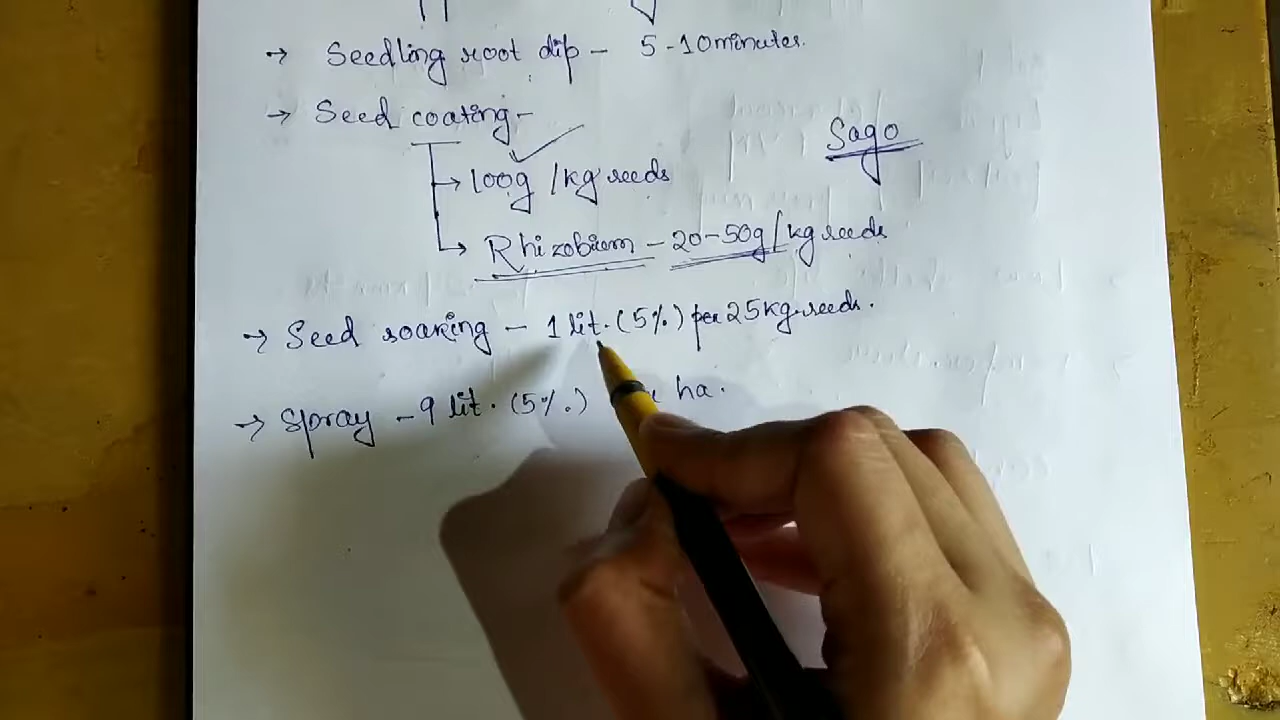 → Seedling root dip - 5-10 minutes.
→ Seed coating -
Sago
→ 100g /kg seeds
→ Rhizobium - 20-50g/kg seeds
→ Seed soaking - 1 lit. (5%) per 25kg seeds.
→ Spray - 9 lit. (5%) ha.